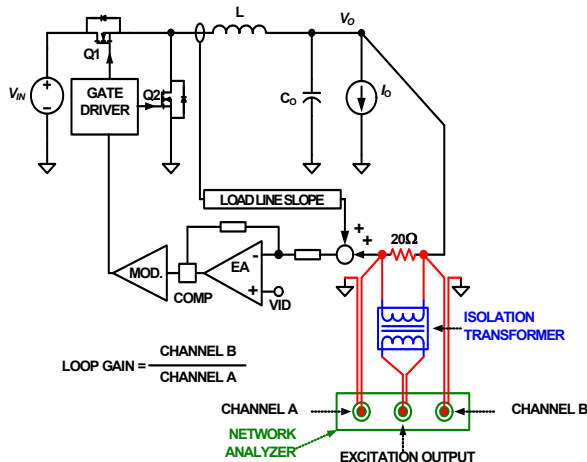 L
VO
Q1
VIN
GATE
DRIVER
Q2
CO
IO
LOAD LINE SLOPE
+
+
20Ω
MOD.
COMP
EA
-
+
VID
ISOLATION
TRANSFORMER
LOOP GAIN = CHANNEL B
CHANNEL A
CHANNEL A
CHANNEL B
NETWORK
ANALYZER
EXCITATION OUTPUT